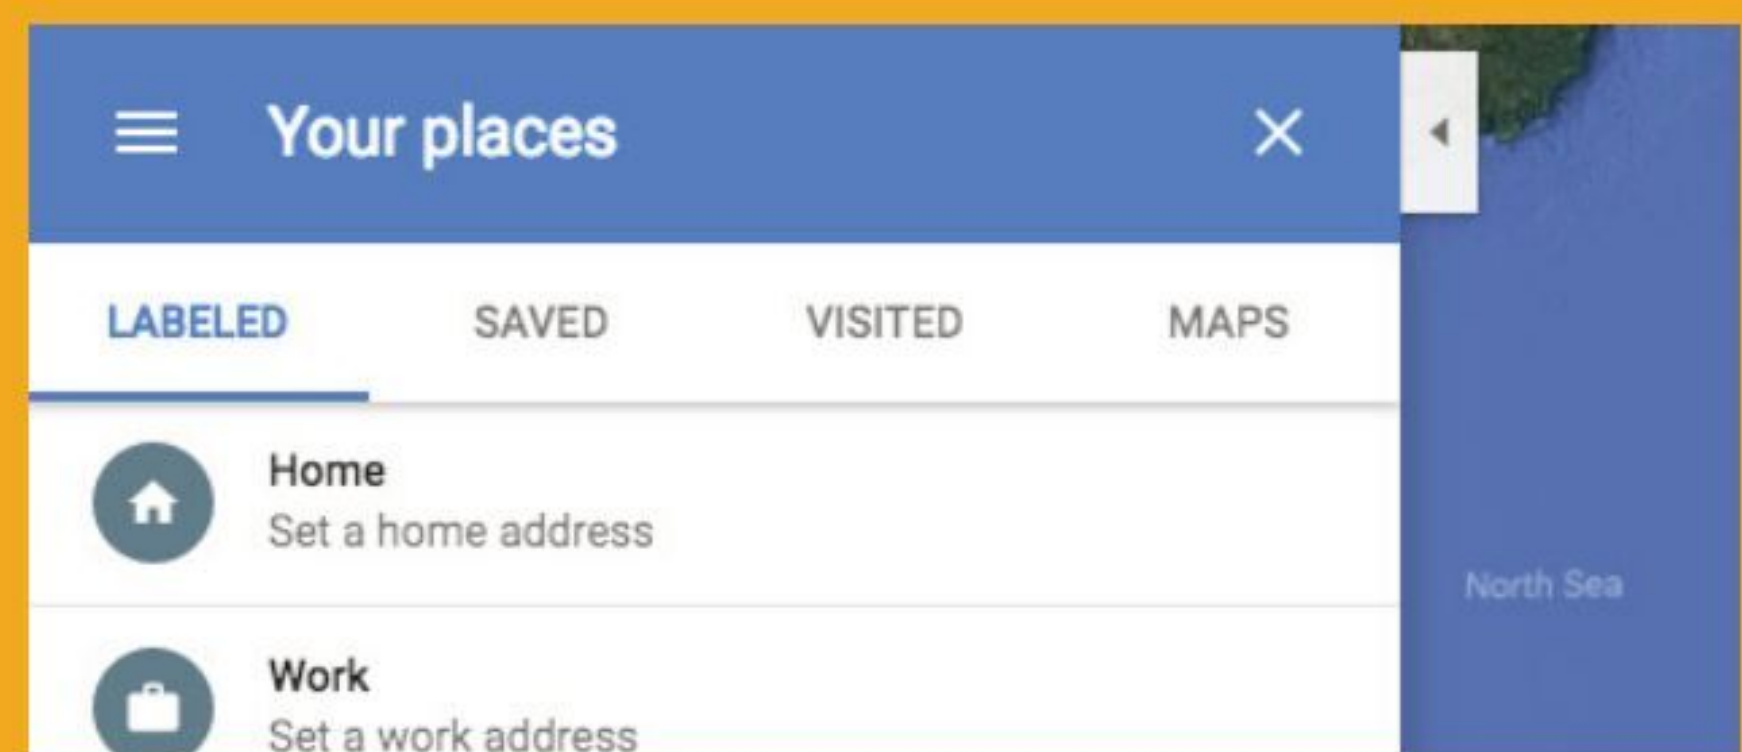 Your places
LABELED SAVED VISITED MAPS
Home
Set a home address
North Sea
Work
Set a work address